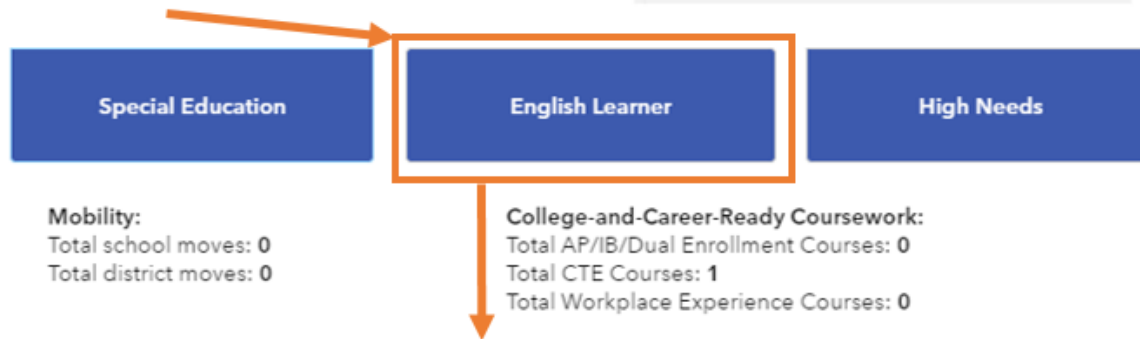 Special Education
English Learner
High Needs
Mobility:
Total school moves: 0
Total district moves: 0
College-and-Career-Ready Coursework:
Total AP/IB/Dual Enrollment Courses: 0
Total CTE Courses: 1
Total Workplace Experience Courses: 0